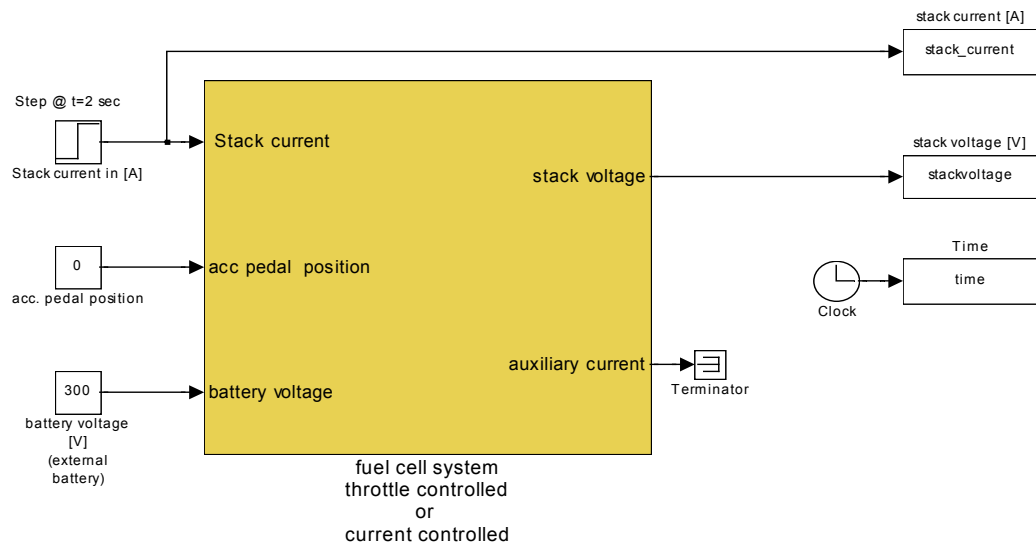 stack current [A]
stack_current
Step @ t=2 sec
Stack current
Stack current in [A]
stack voltage [V]
stack voltage
stackvoltage
Time
0
acc pedal position
time
acc. pedal position
Clock
auxiliary current
300
battery voltage
Terminator
battery voltage
[V]
(external
battery)
fuel cell system
throttle controlled
or
current controlled